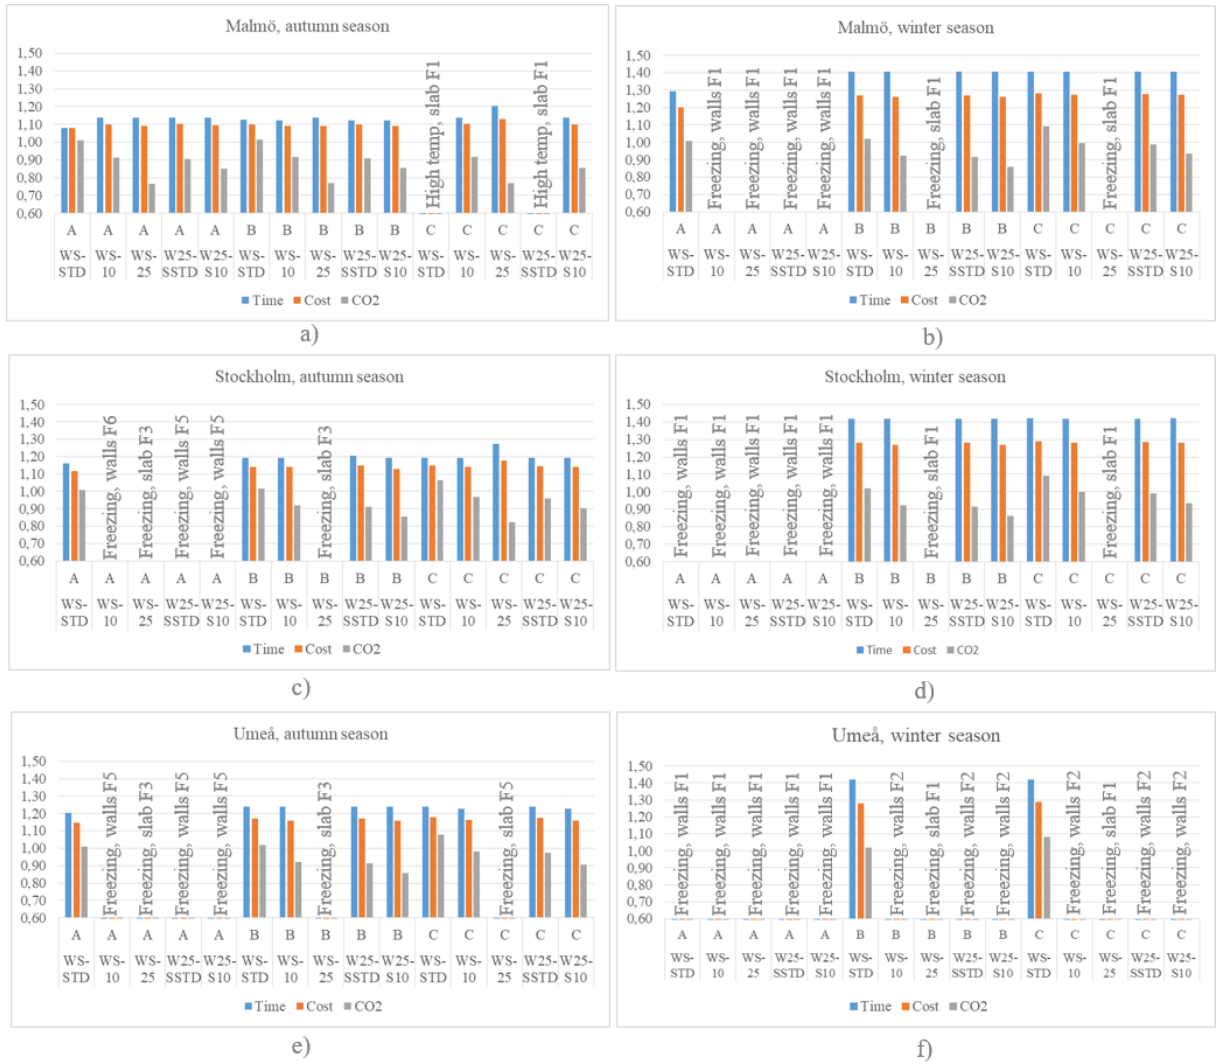 Malmö, autumn season
1,50
1,40
1,30
1,20
1,10
1,00
0,90
0,80
0,70
0,60
High temp, slab F1
High temp, slab F1
A A A A A B B B B B C C C C C
WS-STD WS-10 WS-25 W25-SSTD W25-S10 WS-STD WS-10 WS-25 W25-SSTD W25-S10 WS-STD WS-10 WS-25 W25-SSTD W25-S10
Time Cost CO2
a)
Malmö, winter season
1,50
1,40
1,30
1,20
1,10
1,00
0,90
0,80
0,70
0,60
Freezing, walls F1
Freezing, walls F1
Freezing, walls F1
Freezing, walls F1
Freezing, slab F1
Freezing, slab F1
A A A A A B B B B B C C C C C
WS-STD WS-10 WS-25 W25-SSTD W25-S10 WS-STD WS-10 WS-25 W25-SSTD W25-S10 WS-STD WS-10 WS-25 W25-SSTD W25-S10
Time Cost CO2
b)
Stockholm, autumn season
1,50
1,40
1,30
1,20
1,10
1,00
0,90
0,80
0,70
0,60
Freezing, walls F6
Freezing, slab F3
Freezing, walls F5
Freezing, walls F5
Freezing, slab F3
A A A A A B B B B B C C C C C
WS-STD WS-10 WS-25 W25-SSTD W25-S10 WS-STD WS-10 WS-25 W25-SSTD W25-S10 WS-STD WS-10 WS-25 W25-SSTD W25-S10
Time Cost CO2
c)
Stockholm, winter season
1,50
1,40
1,30
1,20
1,10
1,00
0,90
0,80
0,70
0,60
Freezing, walls F1
Freezing, walls F1
Freezing, walls F1
Freezing, walls F1
Freezing, walls F1
Freezing, slab F1
Freezing, slab F1
A A A A A B B B B B C C C C C
WS-STD WS-10 WS-25 W25-SSTD W25-S10 WS-STD WS-10 WS-25 W25-SSTD W25-S10 WS-STD WS-10 WS-25 W25-SSTD W25-S10
Time Cost CO2
d)
Umeå, autumn season
1,50
1,40
1,30
1,20
1,10
1,00
0,90
0,80
0,70
0,60
Freezing, walls F5
Freezing, slab F3
Freezing, walls F5
Freezing, walls F5
Freezing, slab F3
Freezing, slab F5
A A A A A B B B B B C C C C C
WS-STD WS-10 WS-25 W25-SSTD W25-S10 WS-STD WS-10 WS-25 W25-SSTD W25-S10 WS-STD WS-10 WS-25 W25-SSTD W25-S10
Time Cost CO2
e)
Umeå, winter season
1,50
1,40
1,30
1,20
1,10
1,00
0,90
0,80
0,70
0,60
Freezing, walls F1
Freezing, walls F1
Freezing, walls F1
Freezing, walls F1
Freezing, walls F1
Freezing, walls F2
Freezing, slab F1
Freezing, walls F2
Freezing, walls F2
Freezing, walls F2
Freezing, slab F1
Freezing, walls F2
Freezing, walls F2
A A A A A B B B B B C C C C C
WS-STD WS-10 WS-25 W25-SSTD W25-S10 WS-STD WS-10 WS-25 W25-SSTD W25-S10 WS-STD WS-10 WS-25 W25-SSTD W25-S10
Time Cost CO2
f)